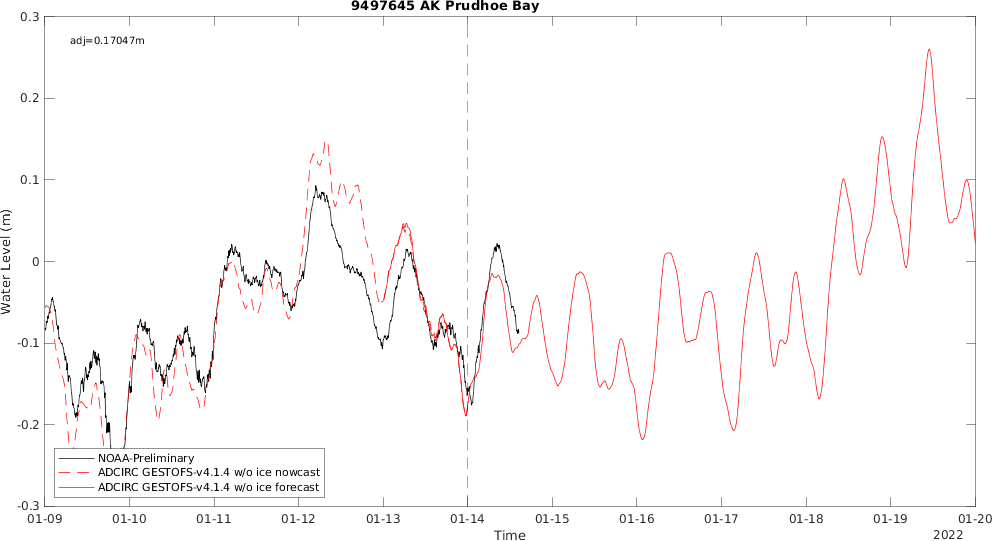 9497645 AK Prudhoe Bay
adj=0.17047m
0.3
0.2
0.1
0
-0.1
-0.2
-0.3
Water Level (m)
NOAA-Preliminary
ADCIRC GESTOFS-v4.1.4 w/o ice nowcast
ADCIRC GESTOFS-v4.1.4 w/o ice forecast
01-09 01-10 01-11 01-12 01-13 01-14 01-15 01-16 01-17 01-18 01-19 01-20
Time
2022